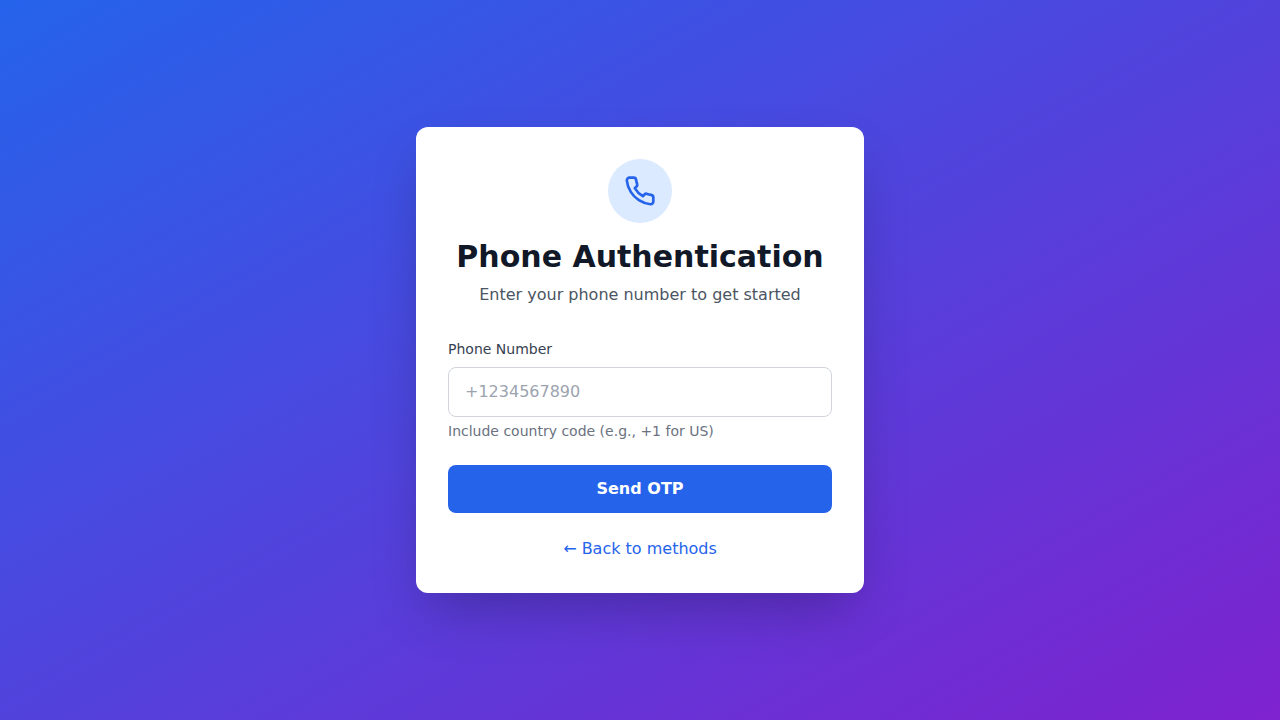 Phone Authentication
Enter your phone number to get started
Phone Number
+1234567890
Include country code (e.g., +1 for US)
Send OTP
← Back to methods